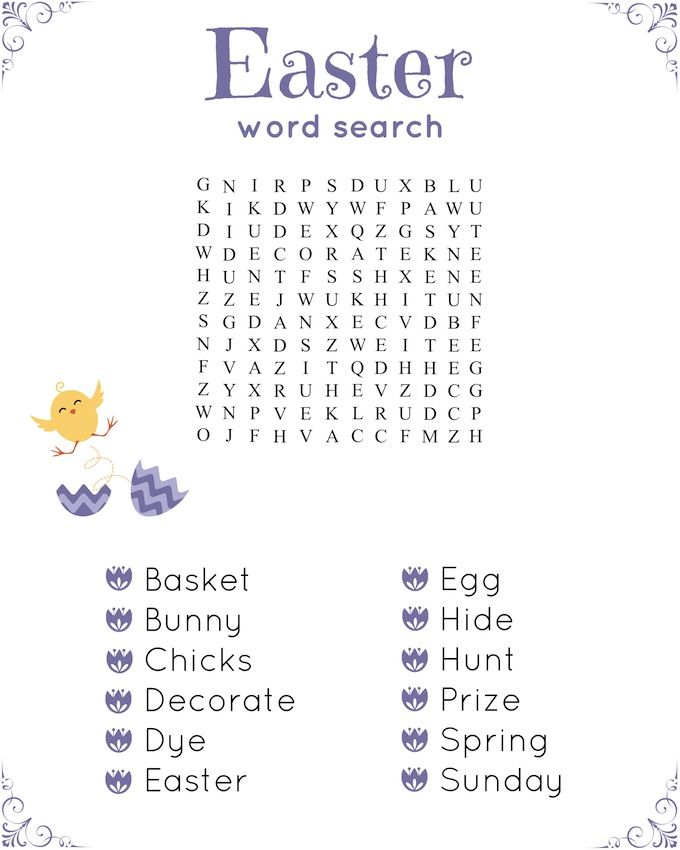 Easter
word search
G N I R P S D U X B L U
K I K D W Y W F P A W U
D I U D E X Q Z G S Y T
W D E C O R A T E K N E
H U N T F S S H X E N E
Z Z E J W U K H I T U N
S G D A N X E C V D B F
N J X D S Z W E I T E E
F V A Z I T Q D H H E G
Z Y X R U H E V Z D C G
W N P V E K L R U D C P
O J F H V A C C F M Z H
Basket
Egg
Bunny
Hide
Chicks
Hunt
Decorate
Prize
Dye
Spring
Easter
Sunday